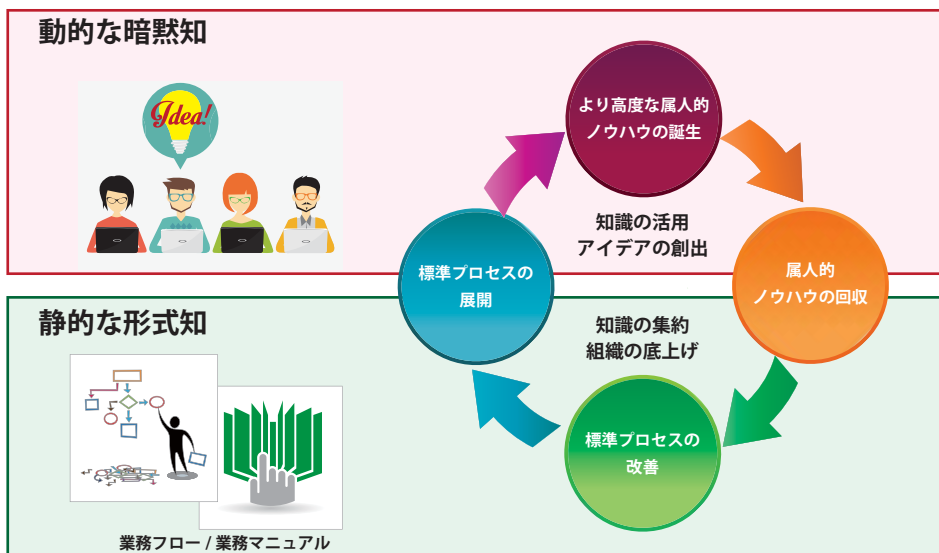 動的な暗黙知
Idea!
より高度な属人的
ノウハウの誕生
知識の活用
アイデアの創出
標準プロセスの
展開
属人的
ノウハウの回収
静的な形式知
知識の集約
組織の底上げ
標準プロセスの
改善
業務フロー / 業務マニュアル